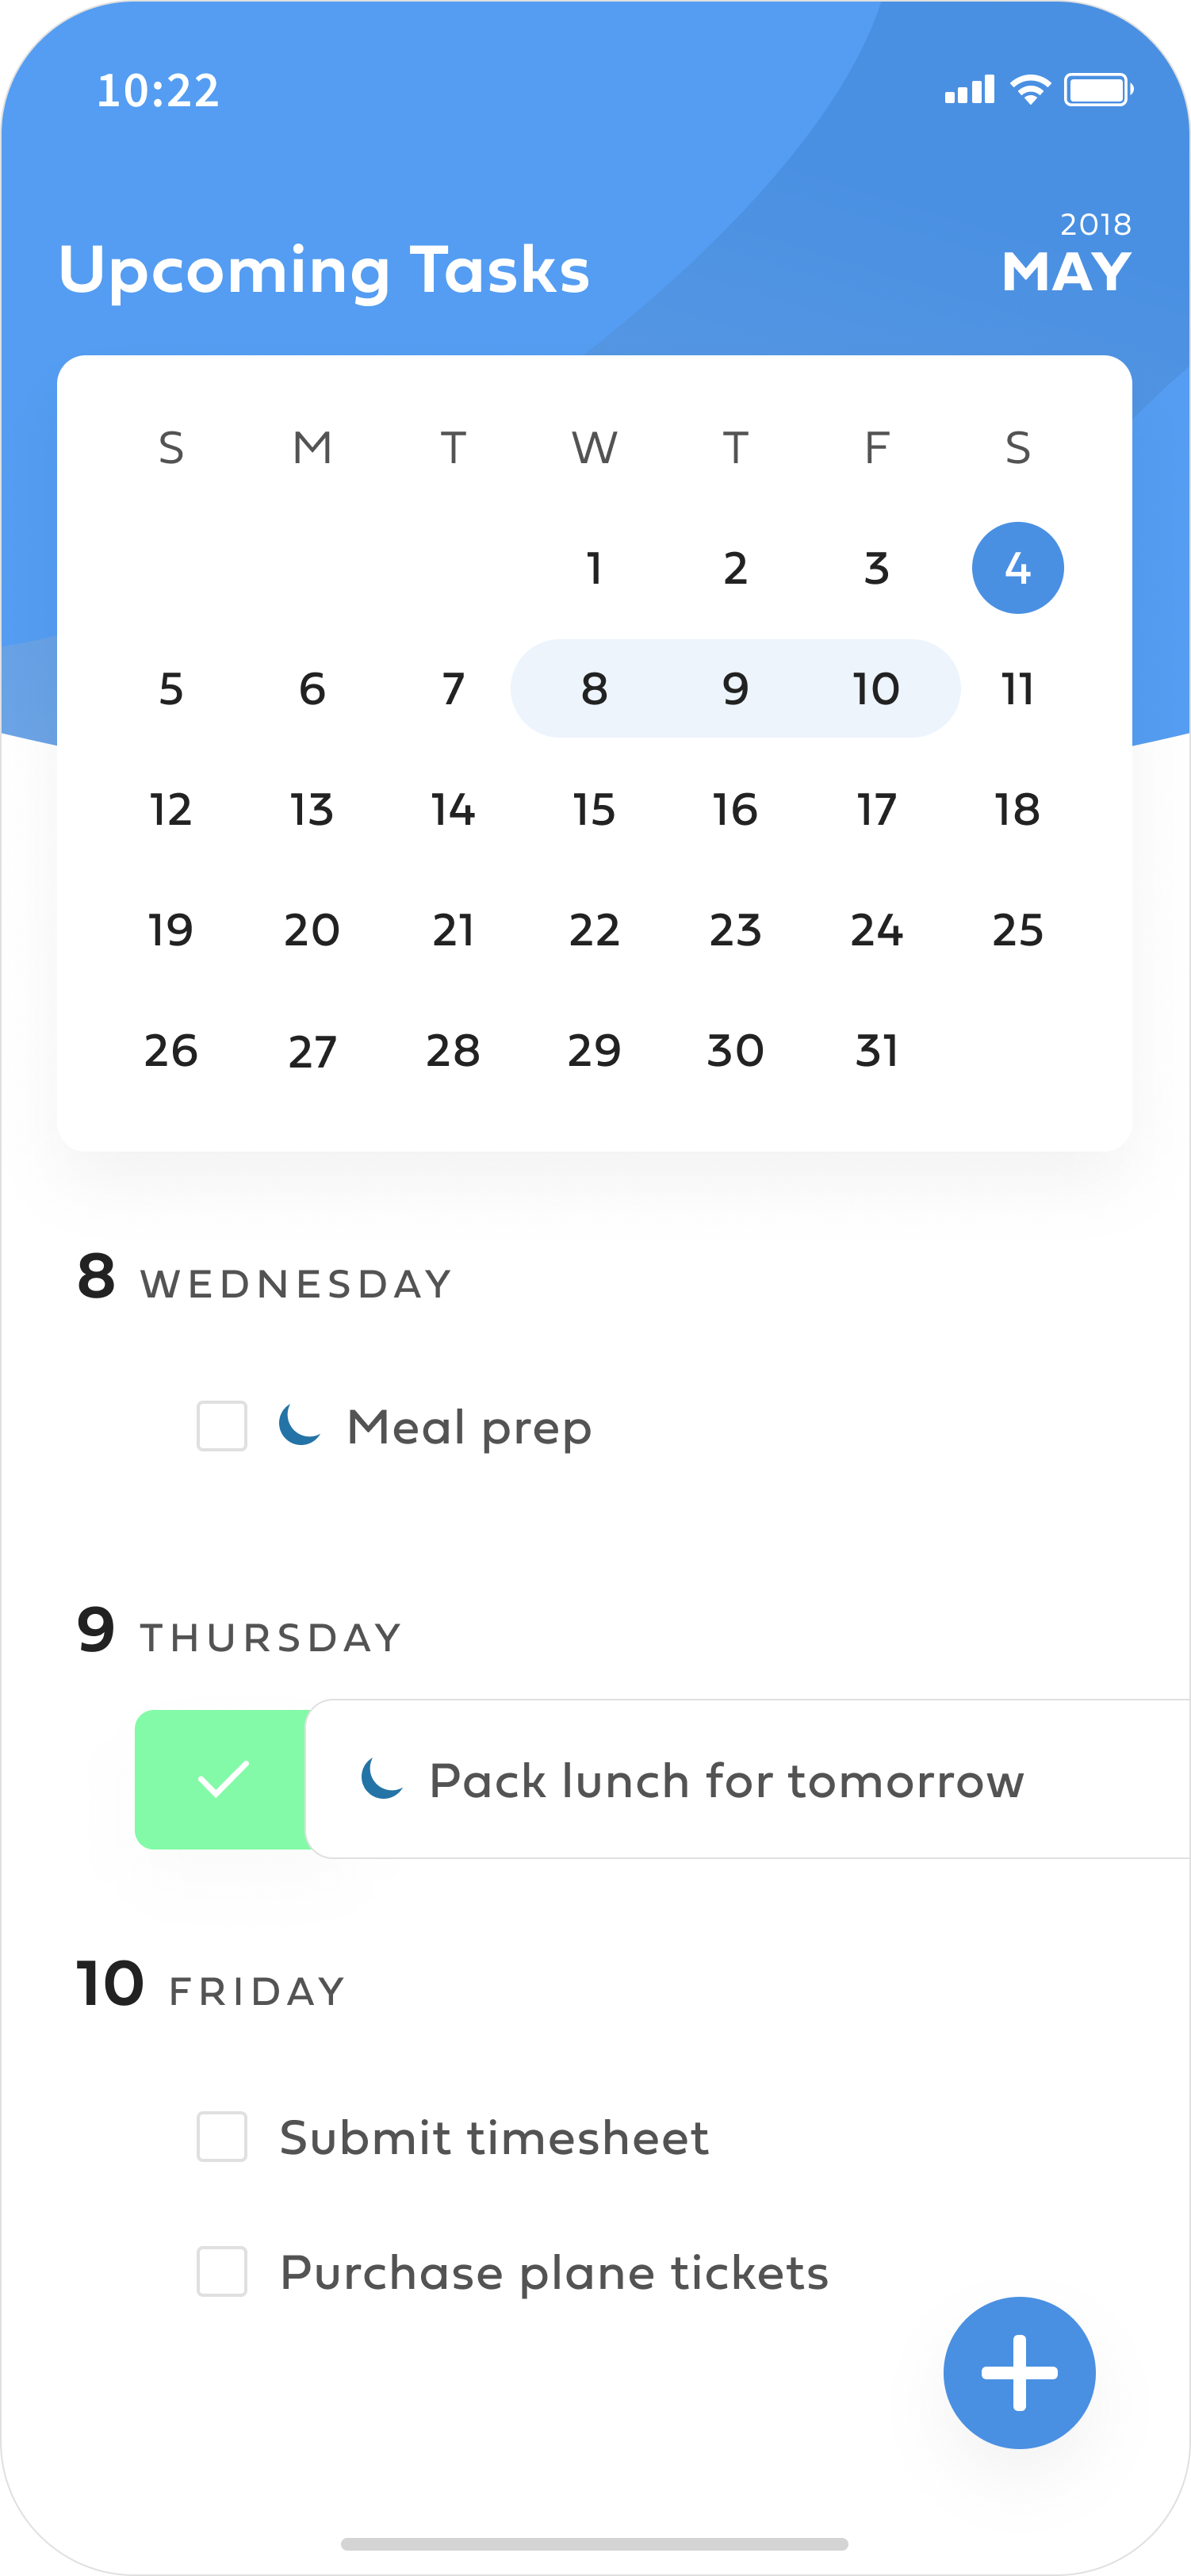 10:22
2018
Upcoming Tasks
MAY
S M T W T F S
1 2 3 4
5 6 7 8 9 10 11
12 13 14 15 16 17 18
19 20 21 22 23 24 25
26 27 28 29 30 31
8 WEDNESDAY
Meal prep
9 THURSDAY
Pack lunch for tomorrow
10 FRIDAY
Submit timesheet
Purchase plane tickets